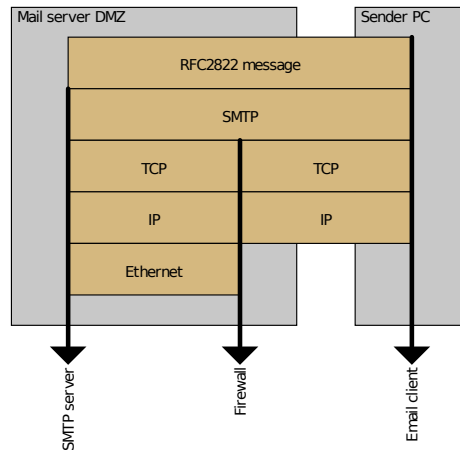 Mail server DMZ
Sender PC
RFC2822 message
SMTP
TCP
TCP
IP
IP
Ethernet
SMTP server
Firewall
Email client